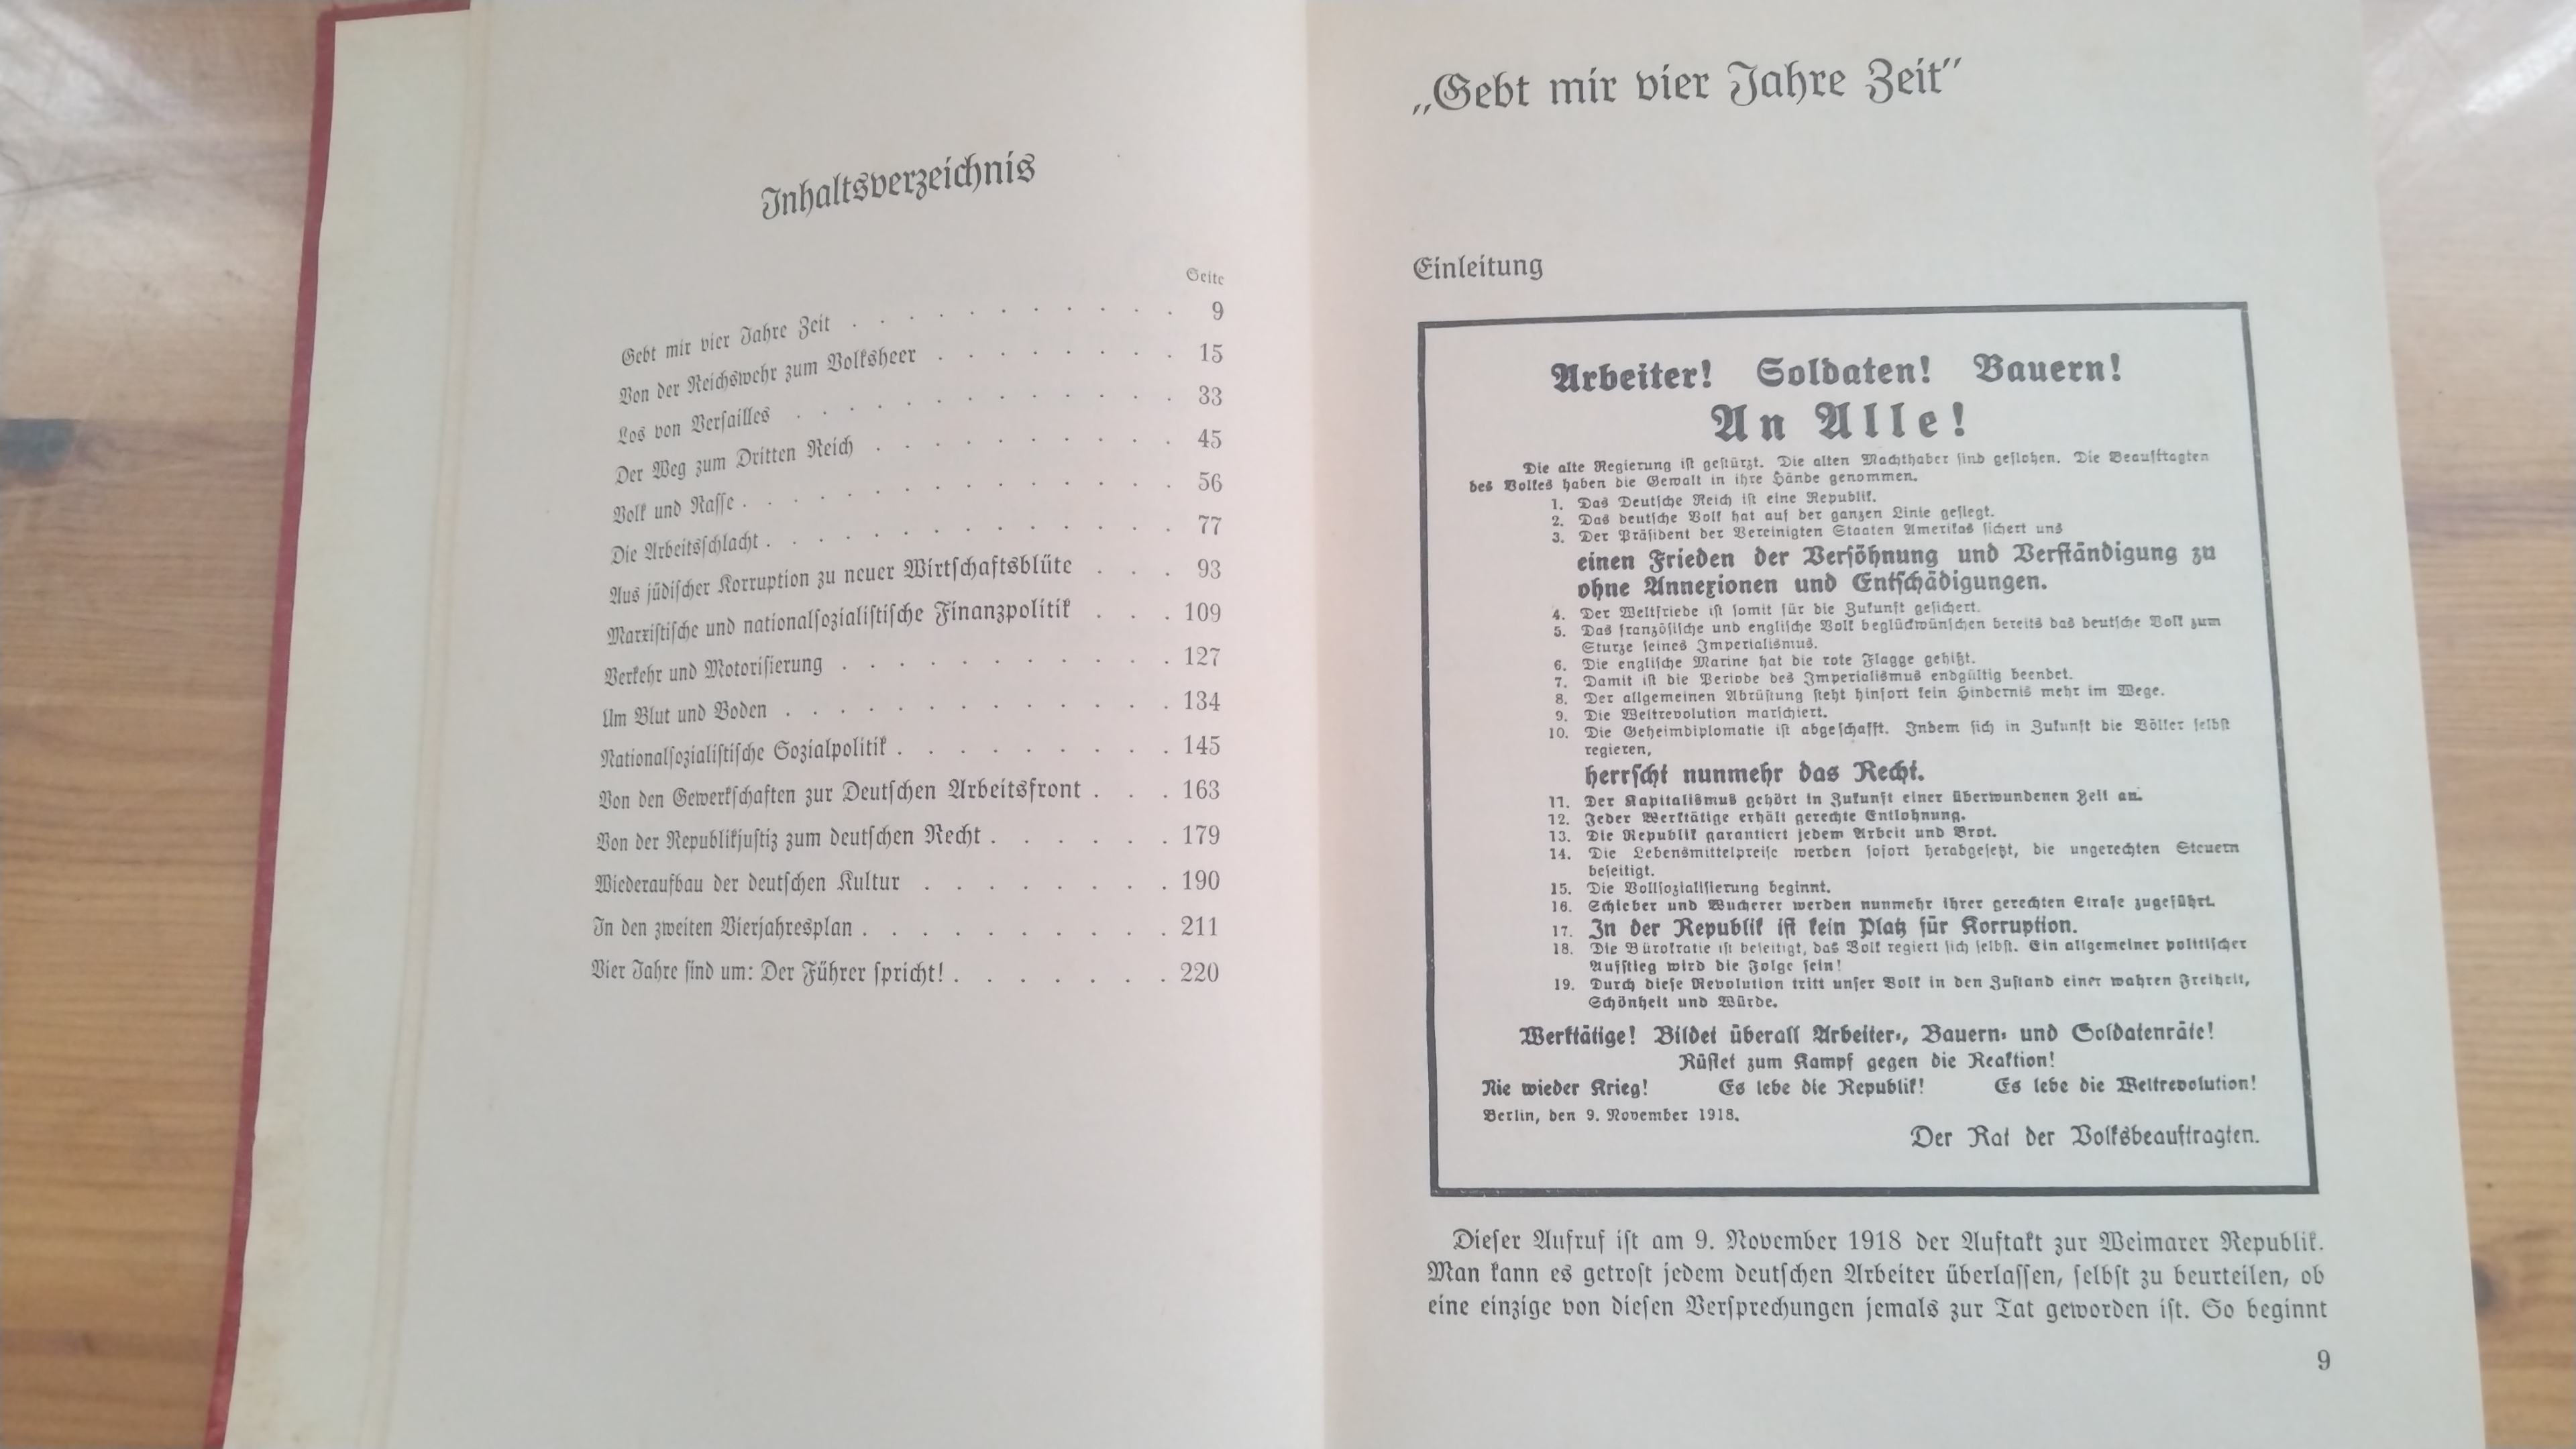 Inhaltsverzeichnis
Seite
Gebt mir vier Jahre Zeit . . . . . . . . . . . . 9
Von der Reichswehr zum Volksheer . . . . . . . . 15
Los von Versailles . . . . . . . . . . . . . 33
Der Weg zum Dritten Reich . . . . . . . . . . 45
Volk und Rasse . . . . . . . . . . . . . . 56
Die Arbeitsschlacht . . . . . . . . . . . . . 77
Aus jüdischer Korruption zu neuer Wirtschaftsblüte . . . 93
Marxistische und nationalsozialistische Finanzpolitik . . . 109
Verkehr und Motorisierung . . . . . . . . . . . 127
Um Blut und Boden . . . . . . . . . . . . . 134
Nationalsozialistische Sozialpolitik . . . . . . . . 145
Von den Gewerkschaften zur Deutschen Arbeitsfront . . . 163
Von der Republikjustiz zum deutschen Recht . . . . . 179
Wiederaufbau der deutschen Kultur . . . . . . . . 190
In den zweiten Vierjahresplan . . . . . . . . . . 211
Vier Jahre sind um: Der Führer spricht! . . . . . . 220
„Gebt mir vier Jahre Zeit"
Einleitung
Arbeiter! Soldaten! Bauern!
An Alle!
Die alte Regierung ist gestürzt. Die alten Machthaber sind geflohen. Die Beauftragten
des Volkes haben die Gewalt in ihre Hände genommen.
1. Das Deutsche Reich ist eine Republik.
2. Das deutsche Volk hat auf der ganzen Linie gesiegt.
3. Der Präsident der Vereinigten Staaten Amerikas sichert uns
einen Frieden der Versöhnung und Verständigung zu
ohne Annexionen und Entschädigungen.
4. Der Weltfriede ist somit für die Zukunft gesichert.
5. Das französische und englische Volk beglückwünschen bereits das deutsche Volk zum
Sturze seines Imperialismus.
6. Die englische Marine hat die rote Flagge gehißt.
7. Damit ist die Periode des Imperialismus endgültig beendet.
8. Der allgemeinen Abrüstung steht hinfort kein Hindernis mehr im Wege.
9. Die Weltrevolution marschiert.
10. Die Geheimdiplomatie ist abgeschafft. Indem sich in Zukunft die Völker selbst
regieren,
herrscht nunmehr das Recht.
11. Der Kapitalismus gehört in Zukunft einer überwundenen Zeit an.
12. Jeder Werktätige erhält gerechte Entlohnung.
13. Die Republik garantiert jedem Arbeit und Brot.
14. Die Lebensmittelpreise werden sofort herabgesetzt, die ungerechten Steuern
beseitigt.
15. Die Vollsozialisierung beginnt.
16. Schieber und Wucherer werden nunmehr ihrer gerechten Strafe zugeführt.
17. In der Republik ist kein Platz für Korruption.
18. Die Bürokratie ist beseitigt, das Volk regiert sich selbst. Ein allgemeiner politischer
Aufstieg wird die Folge sein!
19. Durch diese Revolution tritt unser Volk in den Zustand einer wahren Freiheit,
Schönheit und Würde.
Werktätige! Bildet überall Arbeiter-, Bauern- und Soldatenräte!
Rüstet zum Kampf gegen die Reaktion!
Nie wieder Krieg! Es lebe die Republik! Es lebe die Weltrevolution!
Berlin, den 9. November 1918.
Der Rat der Volksbeauftragten.
Dieser Aufruf ist am 9. November 1918 der Auftakt zur Weimarer Republik.
Man kann es getrost jedem deutschen Arbeiter überlassen, selbst zu beurteilen, ob
eine einzige von diesen Versprechungen jemals zur Tat geworden ist. So beginnt
9